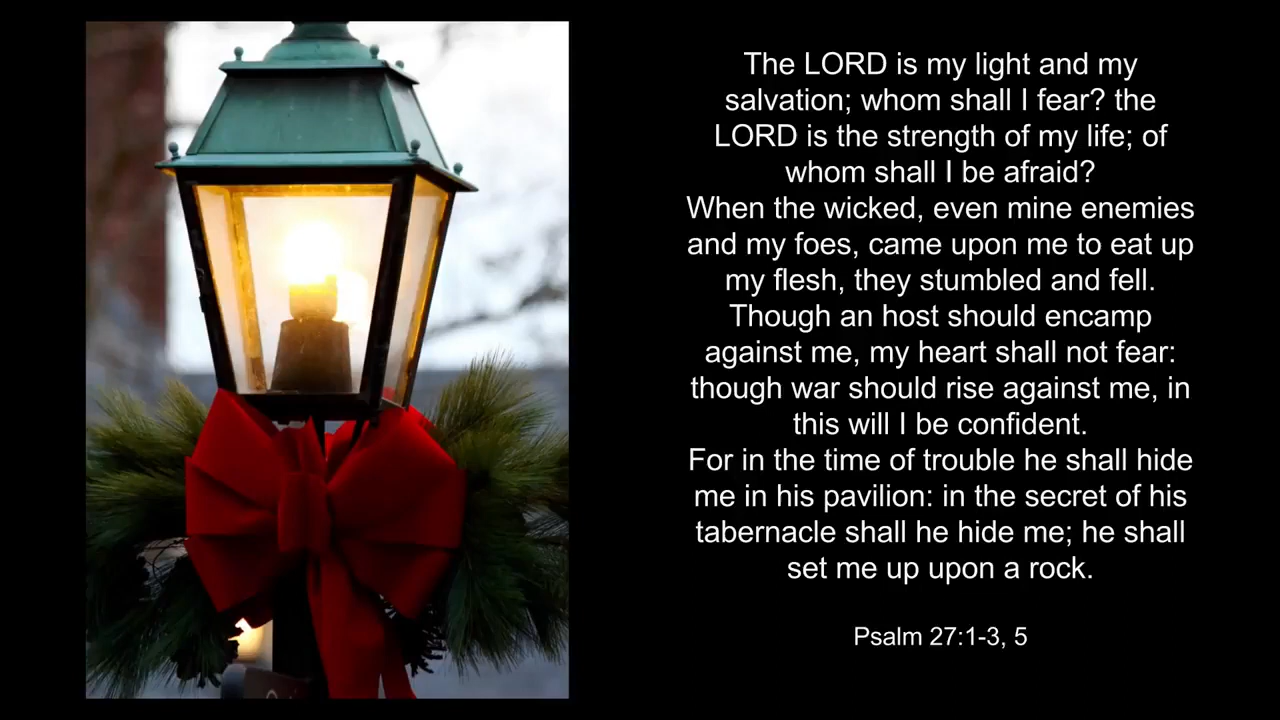 The LORD is my light and my
salvation; whom shall I fear? the
LORD is the strength of my life; of
whom shall I be afraid?
When the wicked, even mine enemies
and my foes, came upon me to eat up
my flesh, they stumbled and fell.
Though an host should encamp
against me, my heart shall not fear:
though war should rise against me, in
this will I be confident.
For in the time of trouble he shall hide
me in his pavilion: in the secret of his
tabernacle shall he hide me; he shall
set me up upon a rock.
Psalm 27:1-3, 5